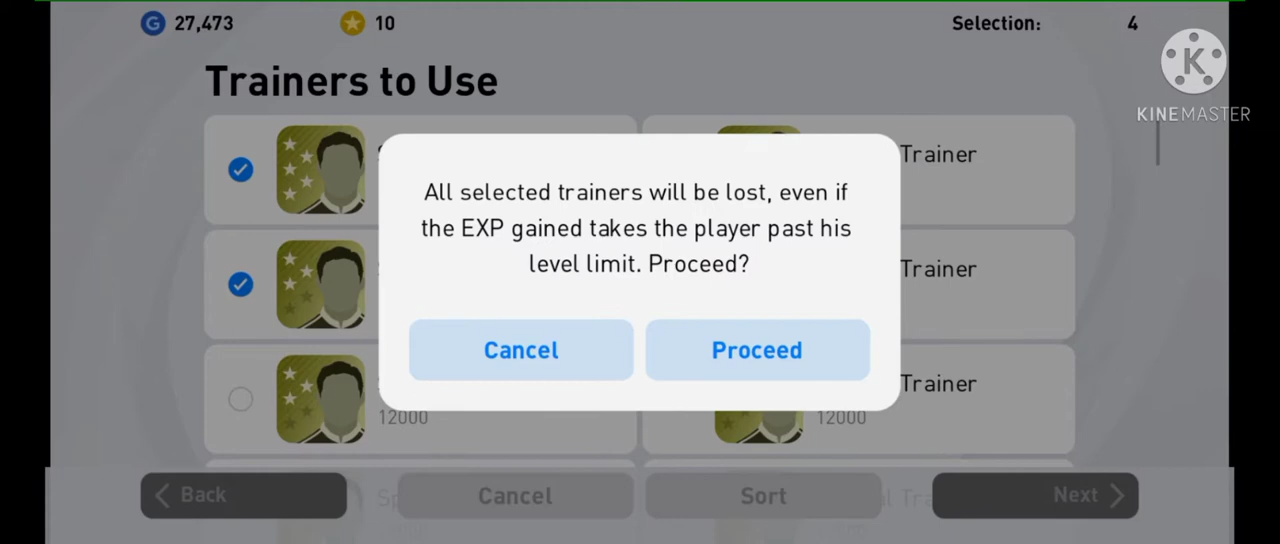 G 27,473
10
Selection: 4
K
KINEMASTER
Trainers to Use
Trainer
All selected trainers will be lost, even if
the EXP gained takes the player past his
level limit. Proceed?
Trainer
Cancel
Proceed
Trainer
12000
12000
Back
Cancel
Sort
Next